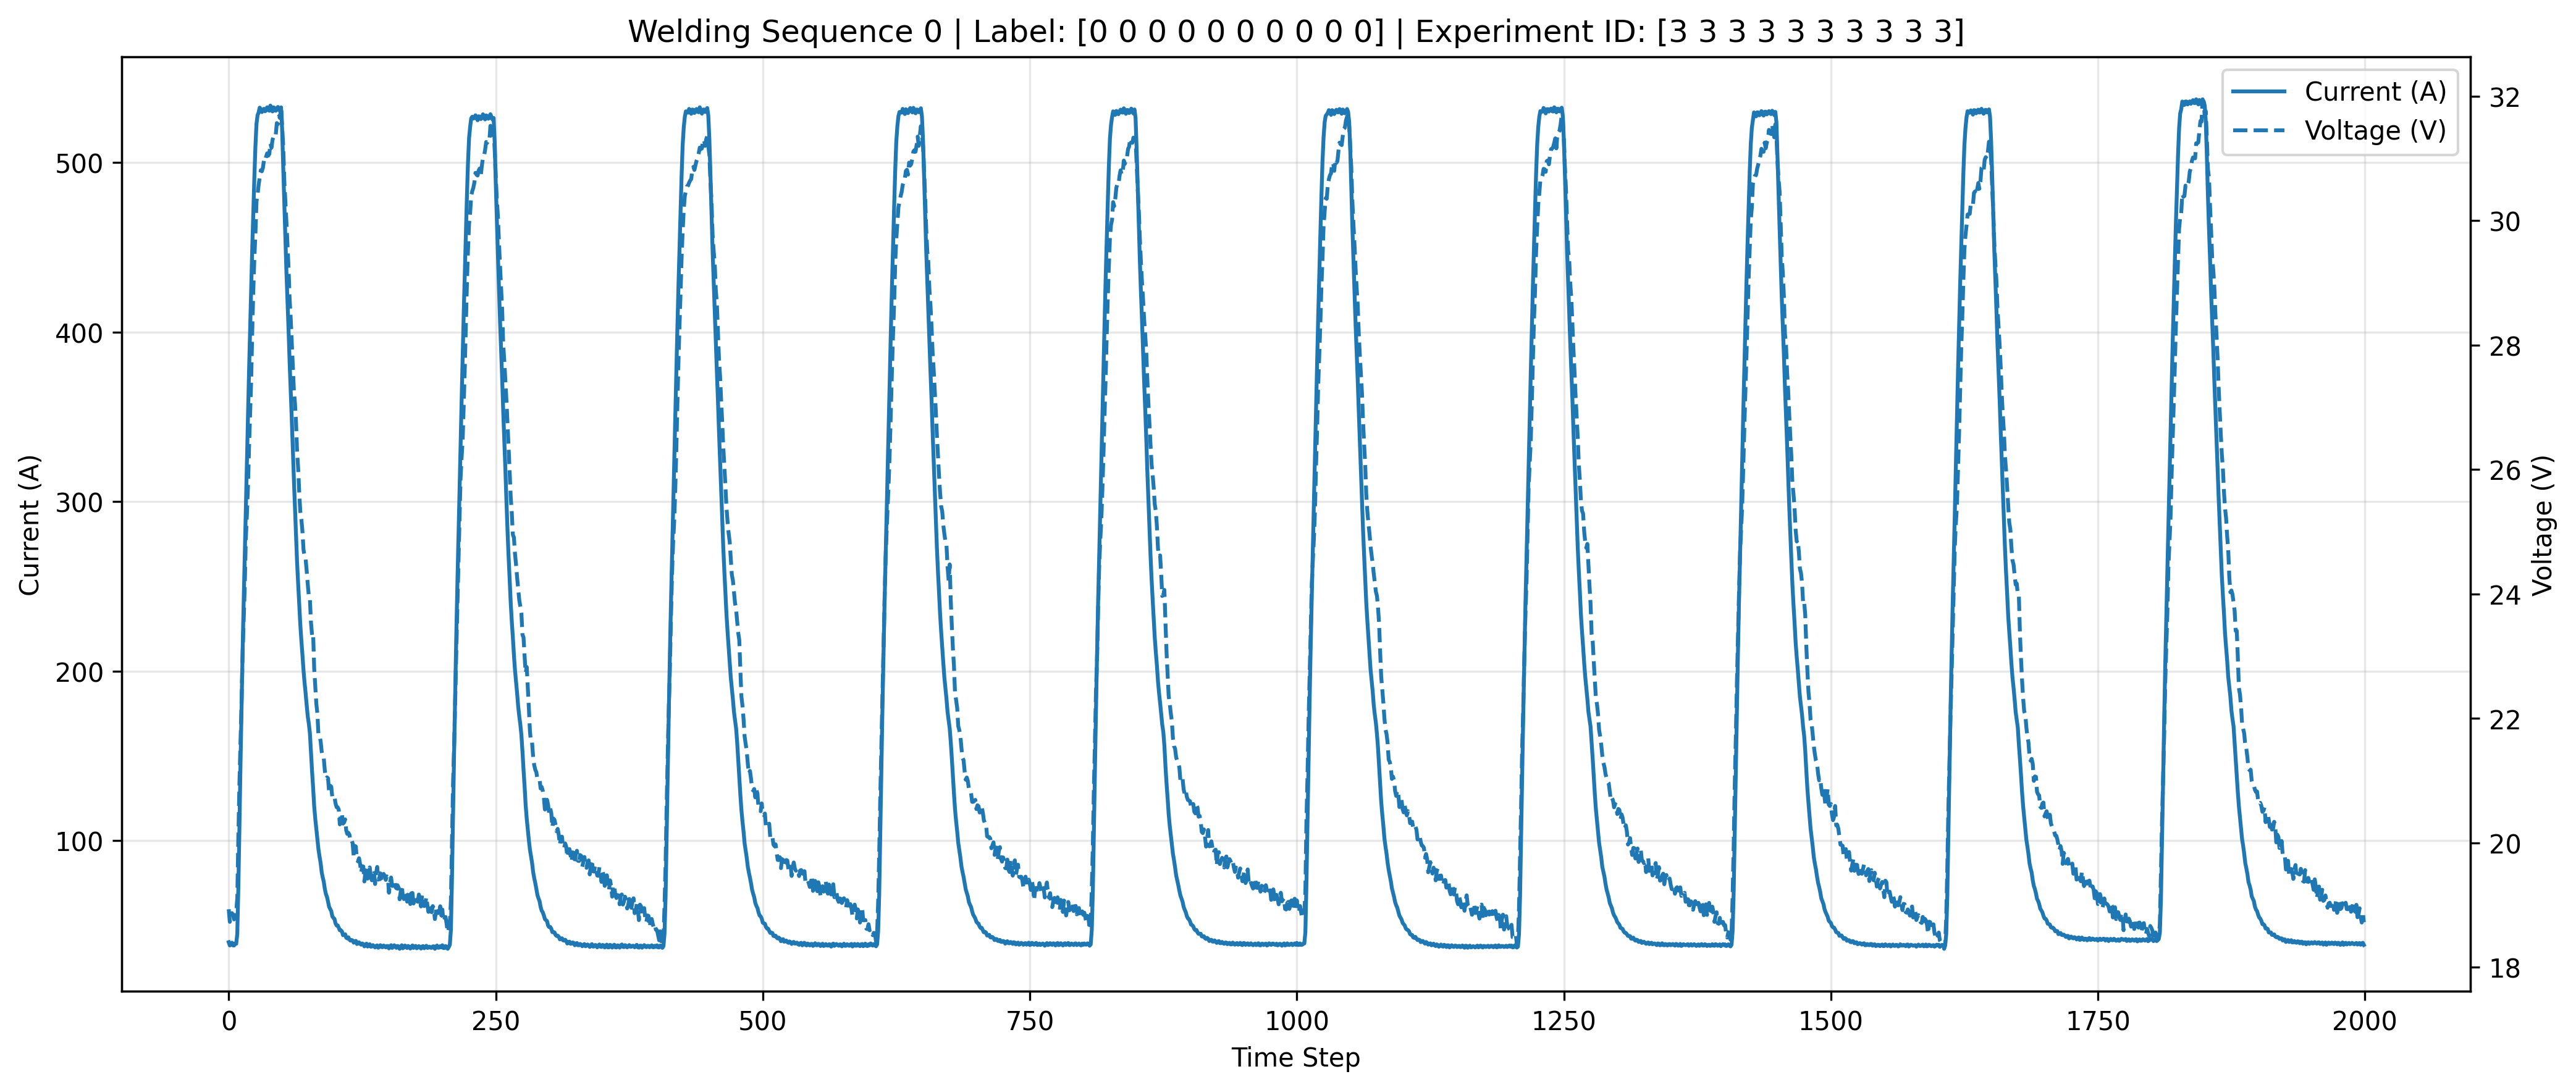 Welding Sequence 0 | Label: [0 0 0 0 0 0 0 0 0 0] | Experiment ID: [3 3 3 3 3 3 3 3 3 3]
Current (A)
Voltage (V)
500
400
300
200
100
Current (A)
32
30
28
26
24
22
20
18
Voltage (V)
0 250 500 750 1000 1250 1500 1750 2000
Time Step